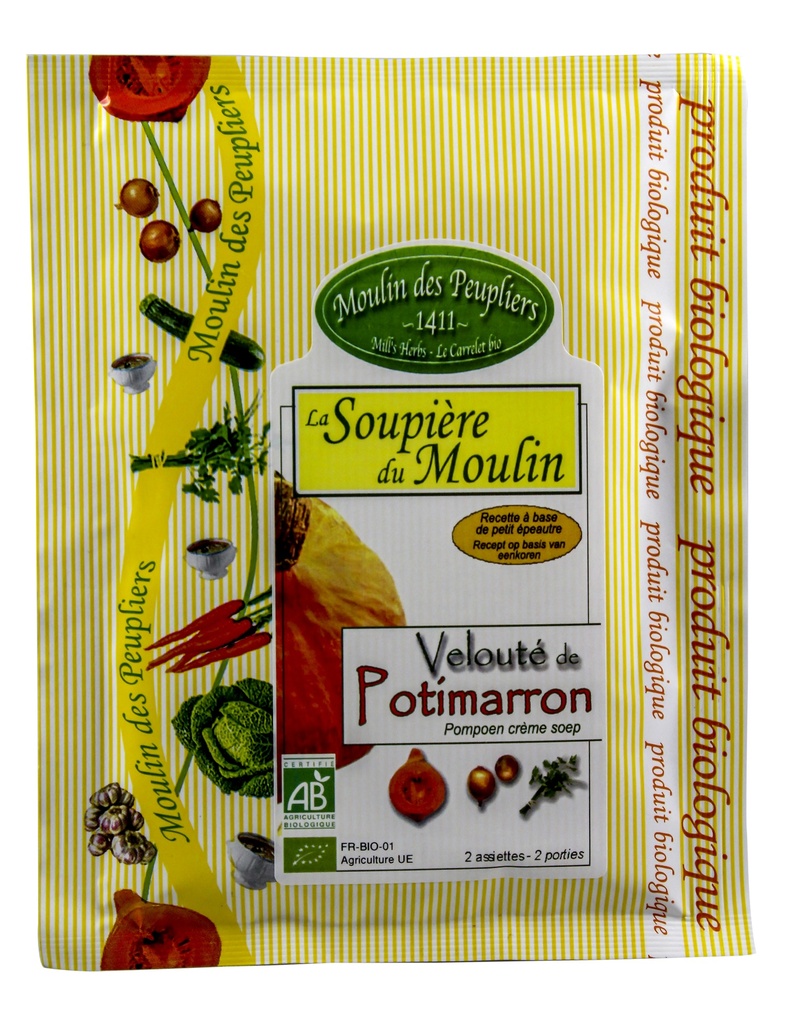 Moulin des Peupliers
Moulin des Peupliers
Moulin des Peupliers
~1411~
Mill's Herbs - Le Carrelet bio
La Soupière
du Moulin
Recette à base
de petit épeautre
Recept op basis van
eenkoren
Velouté de
Potimarron
Pompoen crème soep
CERTIFIÉ
AB
AGRICULTURE
BIOLOGIQUE
FR-BIO-01
Agriculture UE
2 assiettes - 2 porties
produit biologique produit biologique produit biologique produit biologique
produit biologique produit biologique